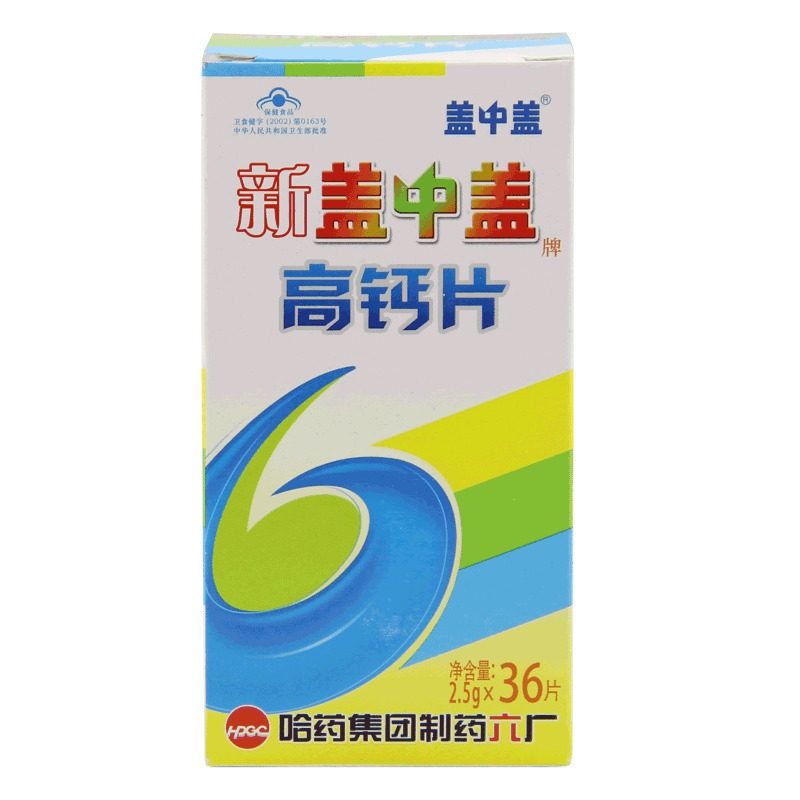 保健食品
卫食健字(2002)第0163号
中华人民共和国卫生部批准
盖中盖®
新盖中盖牌
高钙片
净含量:
2.5g×36片
HPGC 哈药集团制药六厂